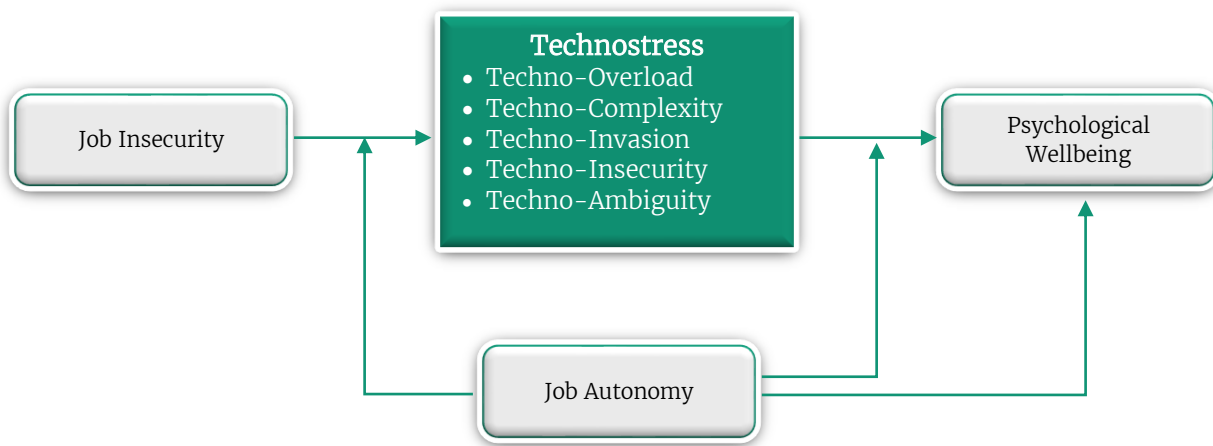 Technostress
• Techno-Overload
• Techno-Complexity
• Techno-Invasion
• Techno-Insecurity
• Techno-Ambiguity
Job Insecurity
Psychological
Wellbeing
Job Autonomy